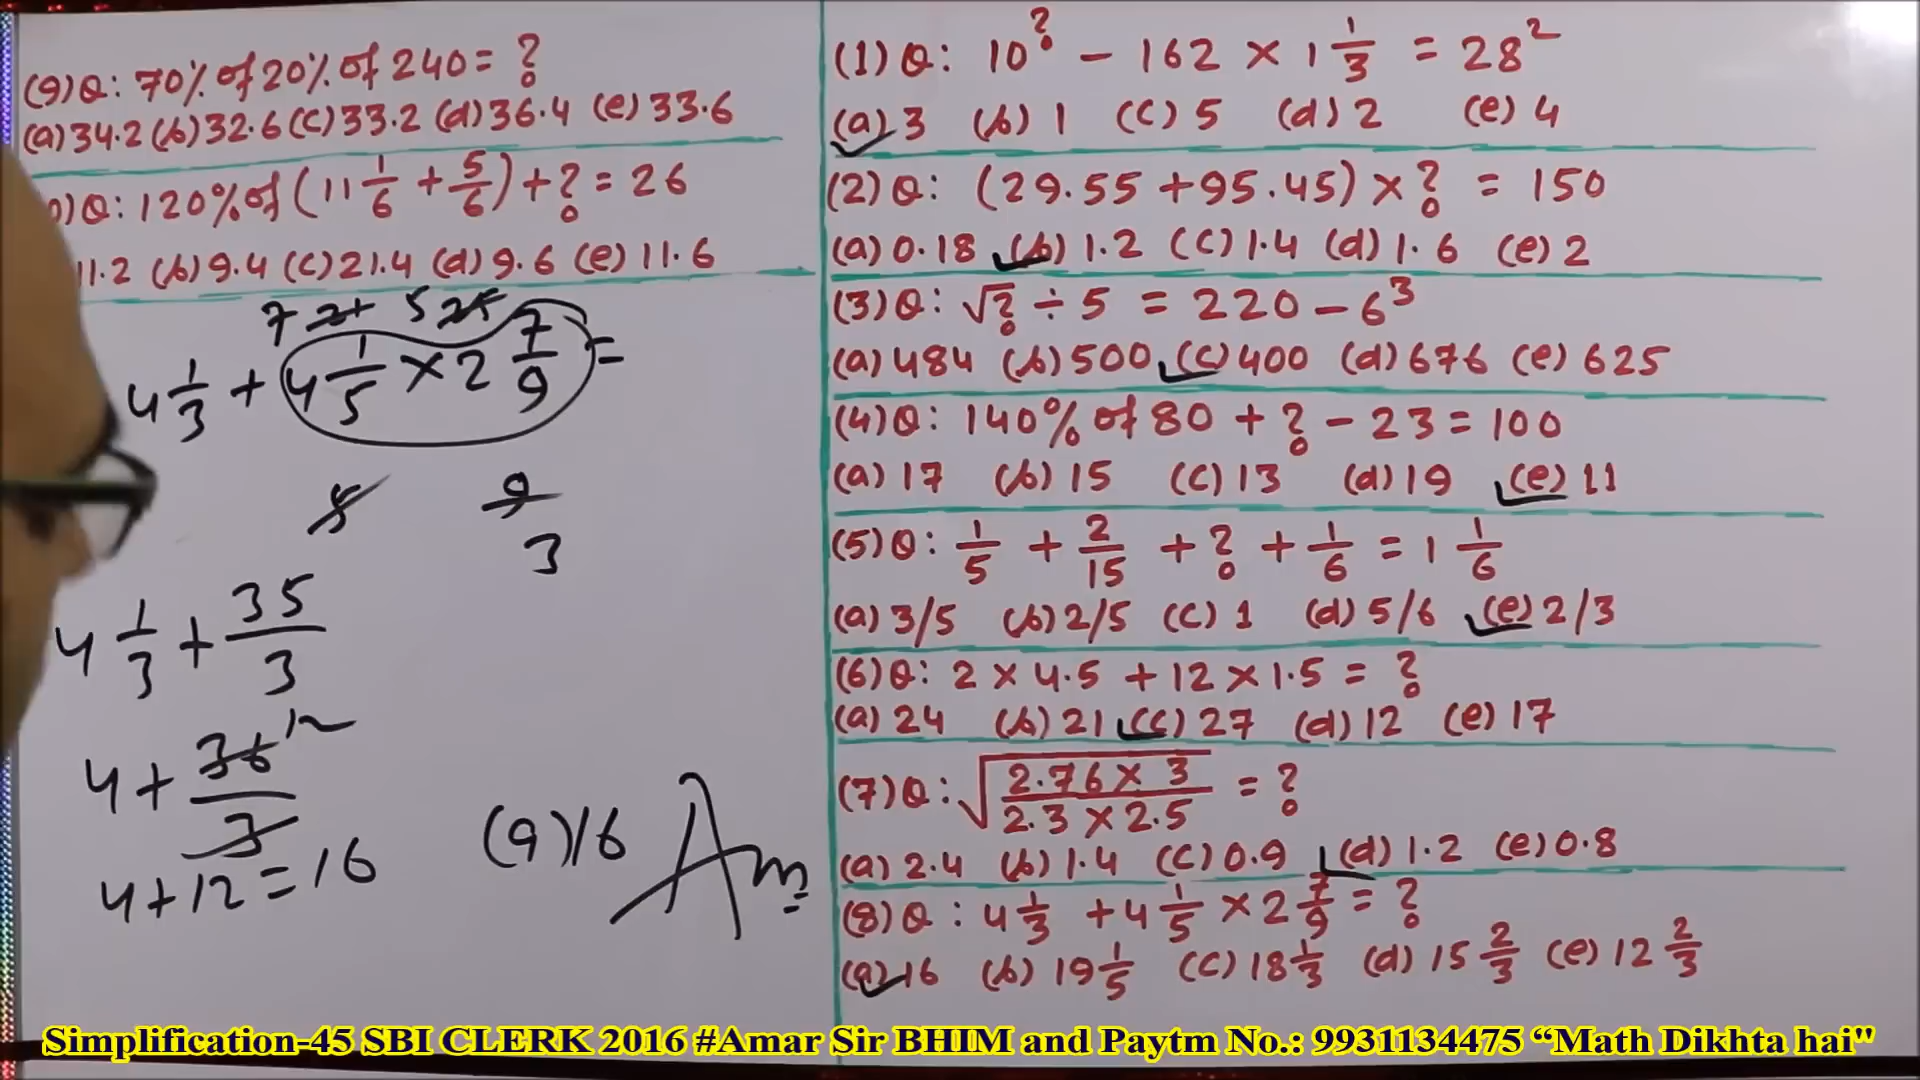 (9)Q: 70% of 20% of 240 = ?
(a)34.2 (b)32.6 (c)33.2 (d)36.4 (e)33.6
)Q: 120% of (11 1/6 + 5/6) + ? = 26
11.2 (b)9.4 (c)21.4 (d)9.6 (e)11.6
7 21 5 25
4 1/3 + 4 1/5 × 2 7/9 =
5 9
3
4 1/3 + 35/3
4 + 36/3 12
4+12=16
(a)16 Ans
(1)Q: 10^? − 162 × 1 1/3 = 28²
(a)3 (b)1 (c)5 (d)2 (e)4
(2)Q: (29.55 + 95.45) × ? = 150
(a)0.18 (b)1.2 (c)1.4 (d)1.6 (e)2
(3)Q: √? ÷ 5 = 220 − 6³
(a)484 (b)500 (c)400 (d)676 (e)625
(4)Q: 140% of 80 + ? − 23 = 100
(a)17 (b)15 (c)13 (d)19 (e)11
(5)Q: 1/5 + 2/15 + ? + 1/6 = 1 1/6
(a)3/5 (b)2/5 (c)1 (d)5/6 (e)2/3
(6)Q: 2 × 4.5 + 12 × 1.5 = ?
(a)24 (b)21 (c)27 (d)12 (e)17
(7)Q: √(2.76 × 3 / 2.3 × 2.5) = ?
(a)2.4 (b)1.4 (c)0.9 (d)1.2 (e)0.8
(8)Q: 4 1/3 + 4 1/5 × 2 7/9 = ?
(a)16 (b)19 1/5 (c)18 1/3 (d)15 2/3 (e)12 2/3
Simplification-45 SBI CLERK 2016 #Amar Sir BHIM and Paytm No.: 9931134475 “Math Dikhta hai"